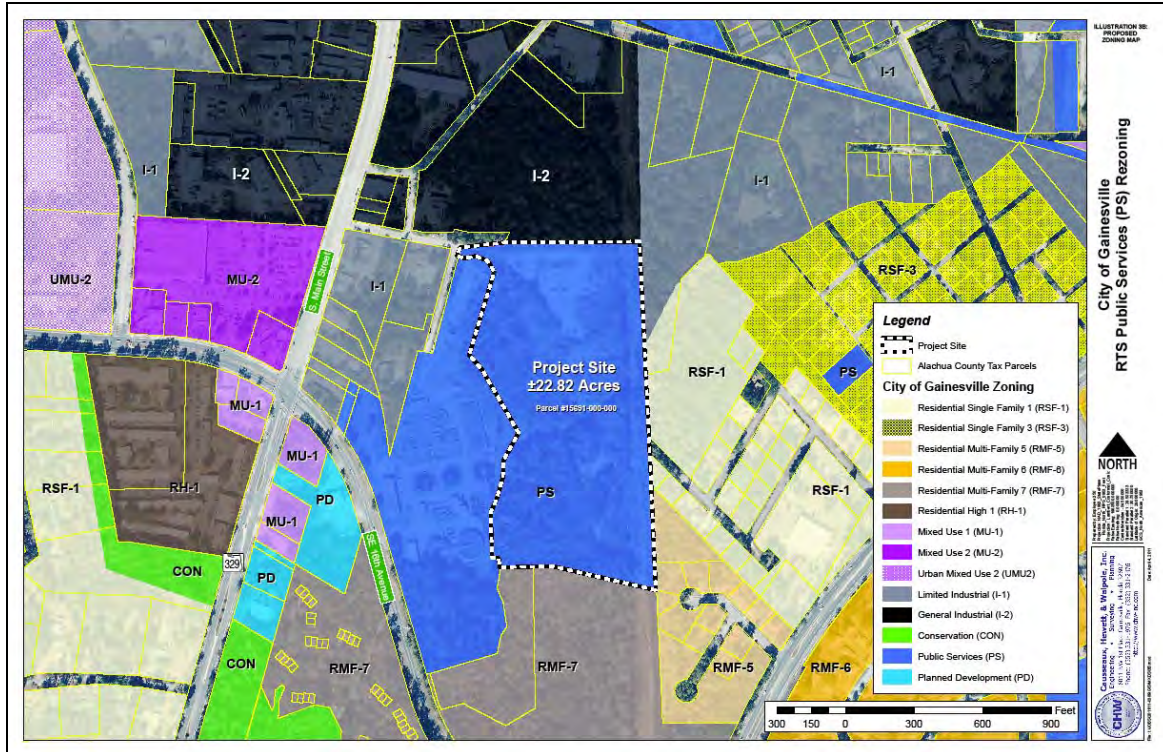 ILLUSTRATION 3B:
PROPOSED
ZONING MAP
City of Gainesville
RTS Public Services (PS) Rezoning
NORTH
Causseaux, Hewett, & Walpole, Inc.
Engineering • Surveying • Planning
CHW
I-1
I-1
I-2
I-2
I-1
UMU-2
MU-2
S. Main Street
I-1
RSF-3
Project Site
±22.82 Acres
Parcel #15691-000-000
RSF-1
PS
MU-1
MU-1
PD
RSF-1
RH-1
MU-1
PS
RSF-1
SE 16th Avenue
329
CON
PD
CON
RMF-7
RMF-7
RMF-5
RMF-6
Legend
Project Site
Alachua County Tax Parcels
City of Gainesville Zoning
Residential Single Family 1 (RSF-1)
Residential Single Family 3 (RSF-3)
Residential Multi-Family 5 (RMF-5)
Residential Multi-Family 6 (RMF-6)
Residential Multi-Family 7 (RMF-7)
Residential High 1 (RH-1)
Mixed Use 1 (MU-1)
Mixed Use 2 (MU-2)
Urban Mixed Use 2 (UMU2)
Limited Industrial (I-1)
General Industrial (I-2)
Conservation (CON)
Public Services (PS)
Planned Development (PD)
Feet
300 150 0 300 600 900